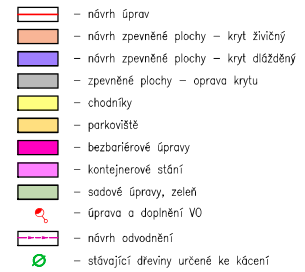 – návrh úprav
– návrh zpevněné plochy – kryt živičný
– návrh zpevněné plochy – kryt dlážděný
– zpevněné plochy – oprava krytu
– chodníky
– parkoviště
– bezbariérové úpravy
– kontejnerové stání
– sadové úpravy, zeleň
– úprava a doplnění VO
– návrh odvodnění
– stávající dřeviny určené ke kácení